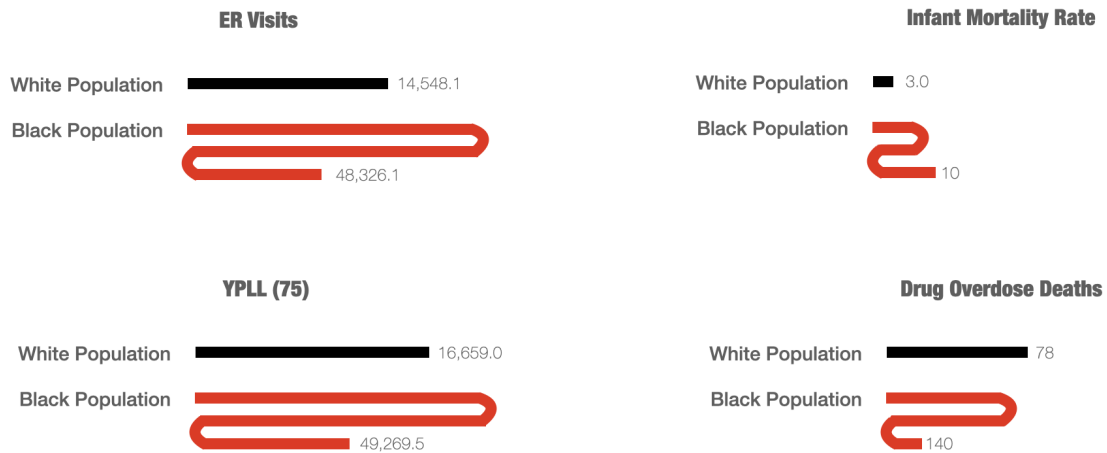 ER Visits
White Population 14,548.1
Black Population
48,326.1
Infant Mortality Rate
White Population 3.0
Black Population
10
YPLL (75)
White Population 16,659.0
Black Population
49,269.5
Drug Overdose Deaths
White Population 78
Black Population
140